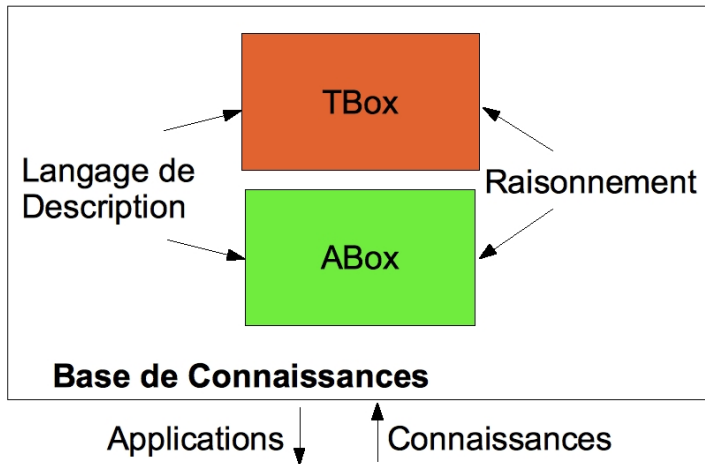 TBox
Langage de
Description
Raisonnement
ABox
Base de Connaissances
Applications
Connaissances